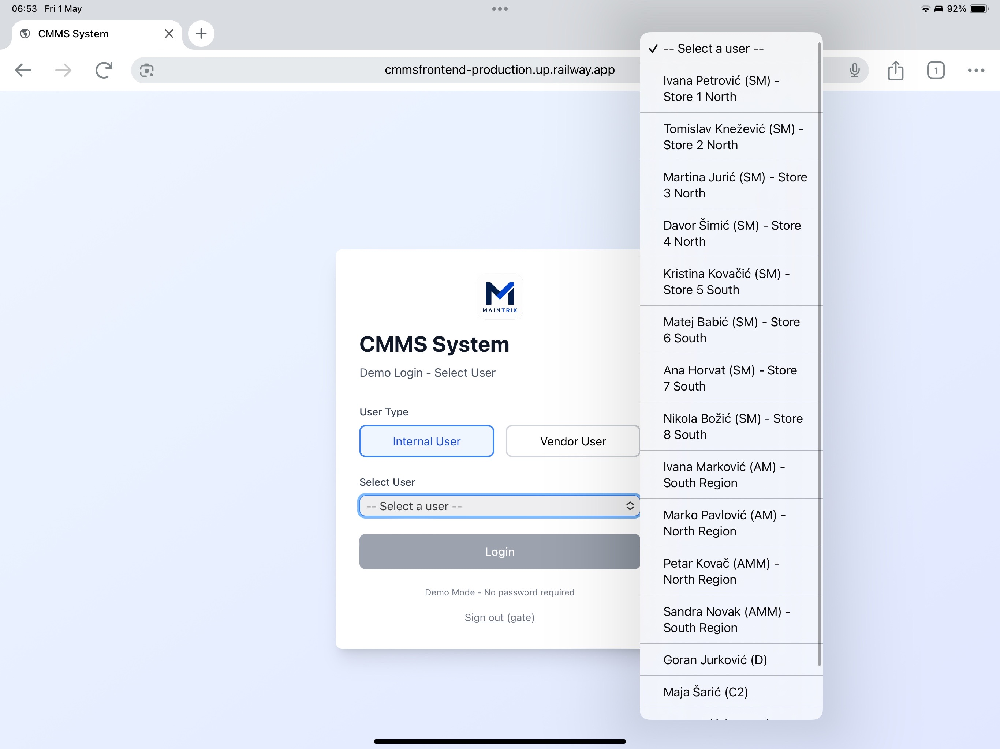 06:53 Fri 1 May
92%
CMMS System
cmmsfrontend-production.up.railway.app
1
MAINTRIX
CMMS System
Demo Login - Select User
User Type
Internal User
Vendor User
Select User
-- Select a user --
Login
Demo Mode - No password required
Sign out (gate)
-- Select a user --
Ivana Petrović (SM) -
Store 1 North
Tomislav Knežević (SM) -
Store 2 North
Martina Jurić (SM) - Store
3 North
Davor Šimić (SM) - Store
4 North
Kristina Kovačić (SM) -
Store 5 South
Matej Babić (SM) - Store
6 South
Ana Horvat (SM) - Store
7 South
Nikola Božić (SM) - Store
8 South
Ivana Marković (AM) -
South Region
Marko Pavlović (AM) -
North Region
Petar Kovač (AMM) -
North Region
Sandra Novak (AMM) -
South Region
Goran Jurković (D)
Maja Šarić (C2)